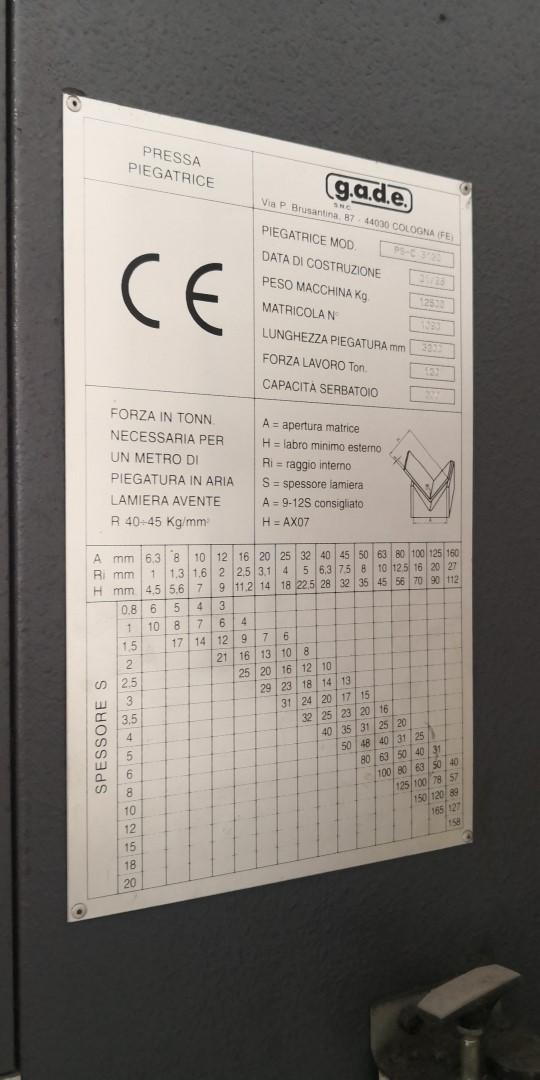 PRESSA
PIEGATRICE
g.a.d.e.
S.N.C.
Via P. Brusantina, 87 - 44030 COLOGNA (FE)
PIEGATRICE MOD. PS-C
DATA DI COSTRUZIONE
PESO MACCHINA Kg.
MATRICOLA N°
LUNGHEZZA PIEGATURA mm
FORZA LAVORO Ton.
CAPACITÀ SERBATOIO
CE
FORZA IN TONN.
NECESSARIA PER
UN METRO DI
PIEGATURA IN ARIA
LAMIERA AVENTE
R 40÷45 Kg/mm²
A = apertura matrice
H = labro minimo esterno
Ri = raggio interno
S = spessore lamiera
A = 9-12S consigliato
H = AX07
A mm 6,3 8 10 12 16 20 25 32 40 45 50 63 80 100 125 160
Ri mm 1 1,3 1,6 2 2,5 3,1 4 5 6,3 7,5 8 10 12,5 16 20 27
H mm. 4,5 5,6 7 9 11,2 14 18 22,5 28 32 35 45 56 70 90 112
SPESSORE S
0,8 6 5 4 3
1 10 8 7 6 4
1,5 17 14 12 9 7 6
2 21 16 13 10 8
2,5 25 20 16 12 10
3 29 23 18 14 13
3,5 31 24 20 17 15
4 32 25 23 20 16
5 40 35 31 25 20
6 50 48 40 31 25
8 80 63 50 40 31
10 100 80 63 50 40
12 125 100 78 57
15 150 120 89
18 165 127
20 158